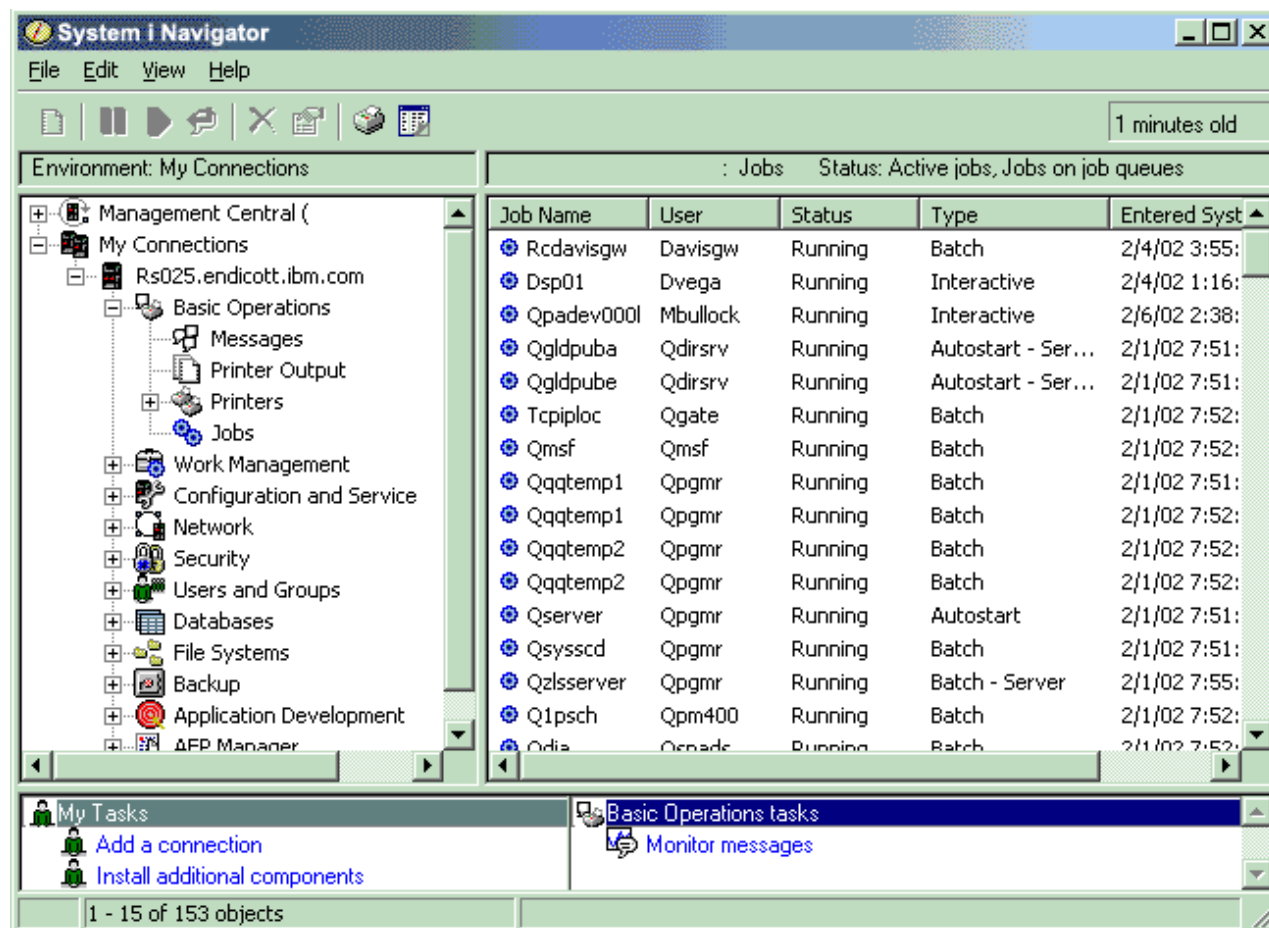 System i Navigator
File Edit View Help
1 minutes old
Environment: My Connections
: Jobs Status: Active jobs, Jobs on job queues
Management Central (
My Connections
Rs025.endicott.ibm.com
Basic Operations
Messages
Printer Output
Printers
Jobs
Work Management
Configuration and Service
Network
Security
Users and Groups
Databases
File Systems
Backup
Application Development
AFP Manager
Job Name User Status Type Entered Syst
Rcdavisgw Davisgw Running Batch 2/4/02 3:55:
Dsp01 Dvega Running Interactive 2/4/02 1:16:
Qpadev000l Mbullock Running Interactive 2/6/02 2:38:
Qgldpuba Qdirsrv Running Autostart - Ser... 2/1/02 7:51:
Qgldpube Qdirsrv Running Autostart - Ser... 2/1/02 7:51:
Tcpiploc Qgate Running Batch 2/1/02 7:52:
Qmsf Qmsf Running Batch 2/1/02 7:52:
Qqqtemp1 Qpgmr Running Batch 2/1/02 7:51:
Qqqtemp1 Qpgmr Running Batch 2/1/02 7:52:
Qqqtemp2 Qpgmr Running Batch 2/1/02 7:52:
Qqqtemp2 Qpgmr Running Batch 2/1/02 7:52:
Qserver Qpgmr Running Autostart 2/1/02 7:51:
Qsysscd Qpgmr Running Batch 2/1/02 7:51:
Qzlsserver Qpgmr Running Batch - Server 2/1/02 7:55:
Q1psch Qpm400 Running Batch 2/1/02 7:52:
Qdia Qsnads Running Batch 2/1/02 7:52:
My Tasks
Add a connection
Install additional components
Basic Operations tasks
Monitor messages
1 - 15 of 153 objects